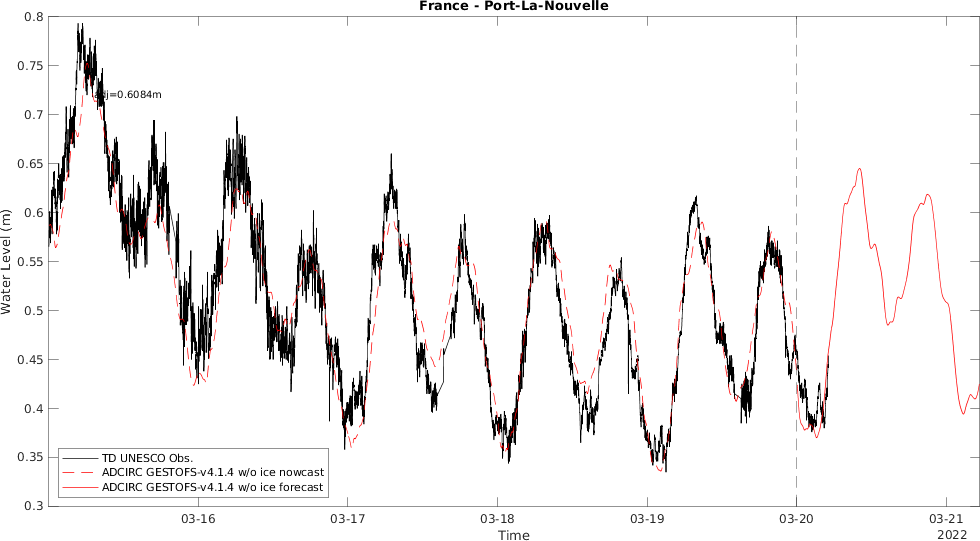 France - Port-La-Nouvelle
0.8
0.75
0.7
0.65
0.6
0.55
0.5
0.45
0.4
0.35
0.3
Water Level (m)
=0.6084m
TD UNESCO Obs.
ADCIRC GESTOFS-v4.1.4 w/o ice nowcast
ADCIRC GESTOFS-v4.1.4 w/o ice forecast
03-16
03-17
03-18
03-19
03-20
03-21
Time
2022